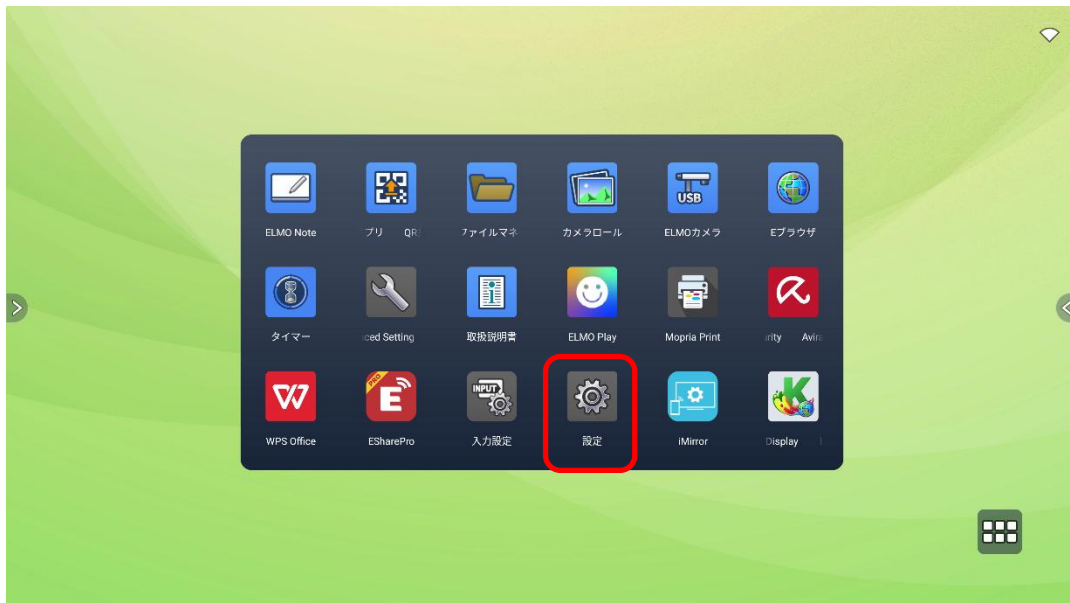 USB
ELMO Note
プリ QR
ファイルマネ
カメラロール
ELMOカメラ
Eブラウザ
タイマー
ced Setting
取扱説明書
ELMO Play
Mopria Print
rity Avira
W
PRO
E
INPUT
K
WPS Office
ESharePro
入力設定
設定
iMirror
Display